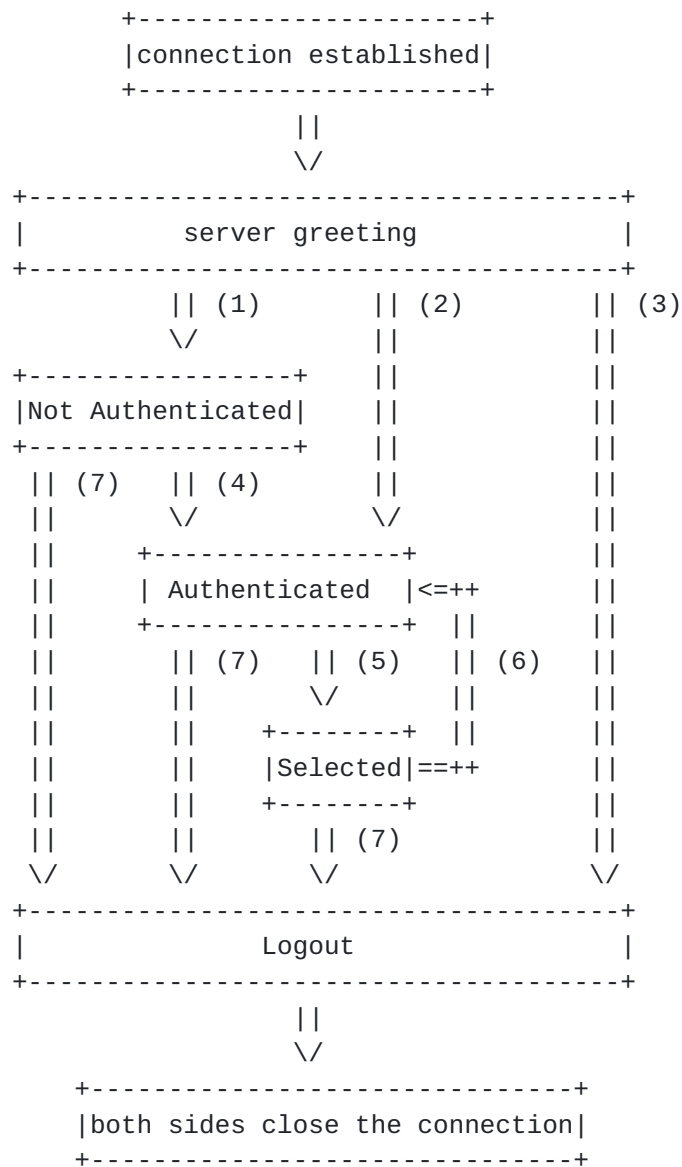 +----------------------+
|connection established|
+----------------------+
||
\/
+--------------------------------------+
| server greeting |
+--------------------------------------+
|| (1) || (2) || (3)
\/ || ||
+-----------------+ || ||
|Not Authenticated| || ||
+-----------------+ || ||
|| (7) || (4) || ||
|| \/ \/ ||
|| +----------------+ ||
|| | Authenticated |<=++ ||
|| +----------------+ || ||
|| || (7) || (5) || (6) ||
|| || \/ || ||
|| || +--------+ || ||
|| || |Selected|==++ ||
|| || +--------+ ||
|| || || (7) ||
\/ \/ \/ \/
+--------------------------------------+
| Logout |
+--------------------------------------+
||
\/
+-------------------------------+
|both sides close the connection|
+-------------------------------+